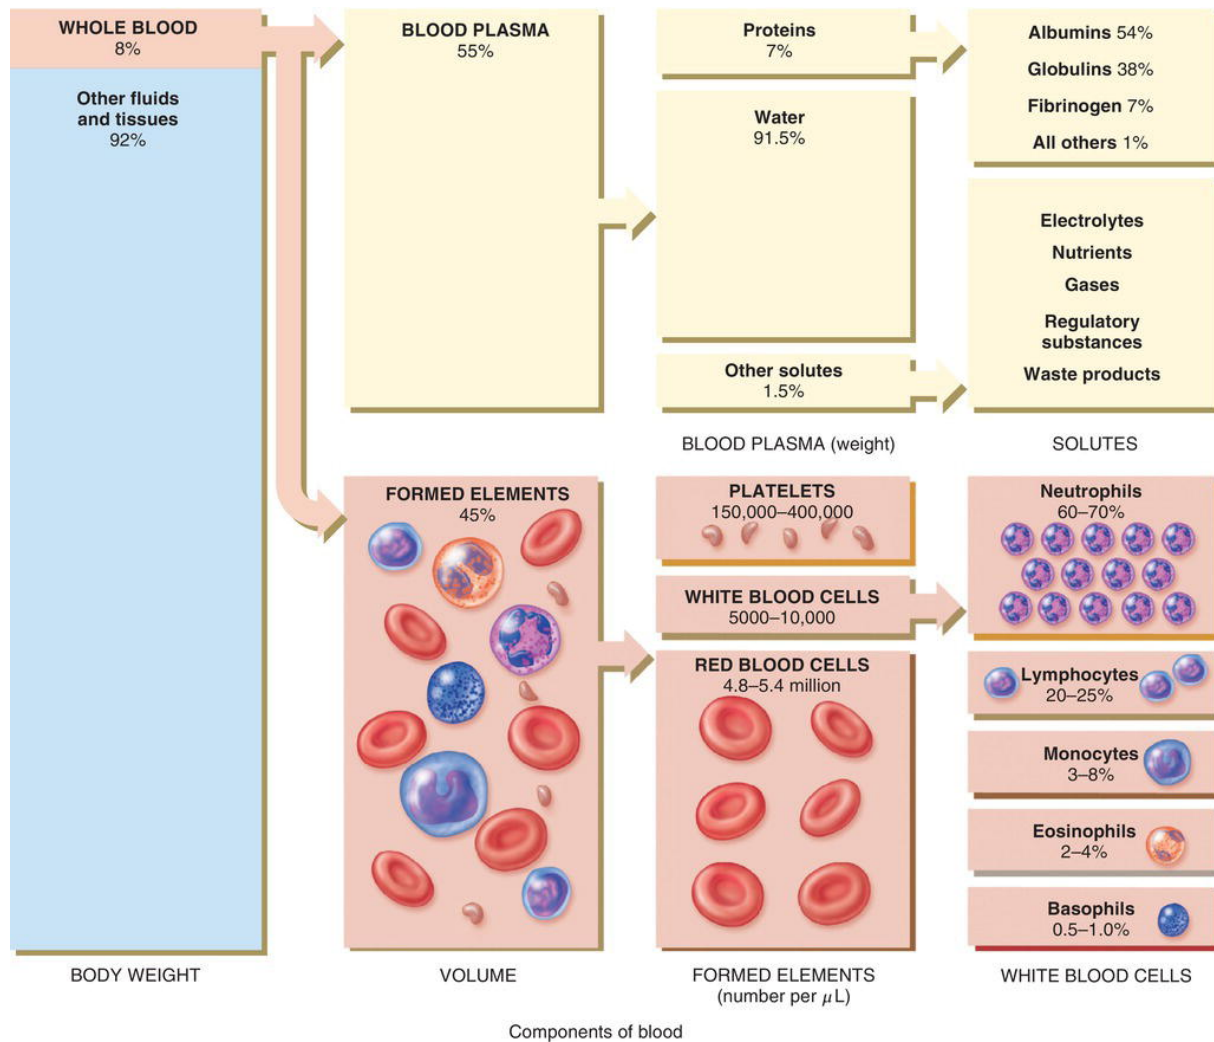 WHOLE BLOOD
8%
Other fluids
and tissues
92%
BODY WEIGHT
BLOOD PLASMA
55%
Proteins
7%
Water
91.5%
Other solutes
1.5%
BLOOD PLASMA (weight)
Albumins 54%
Globulins 38%
Fibrinogen 7%
All others 1%
Electrolytes
Nutrients
Gases
Regulatory
substances
Waste products
SOLUTES
FORMED ELEMENTS
45%
VOLUME
PLATELETS
150,000–400,000
WHITE BLOOD CELLS
5000–10,000
RED BLOOD CELLS
4.8–5.4 million
FORMED ELEMENTS
(number per μL)
Neutrophils
60–70%
Lymphocytes
20–25%
Monocytes
3–8%
Eosinophils
2–4%
Basophils
0.5–1.0%
WHITE BLOOD CELLS
Components of blood